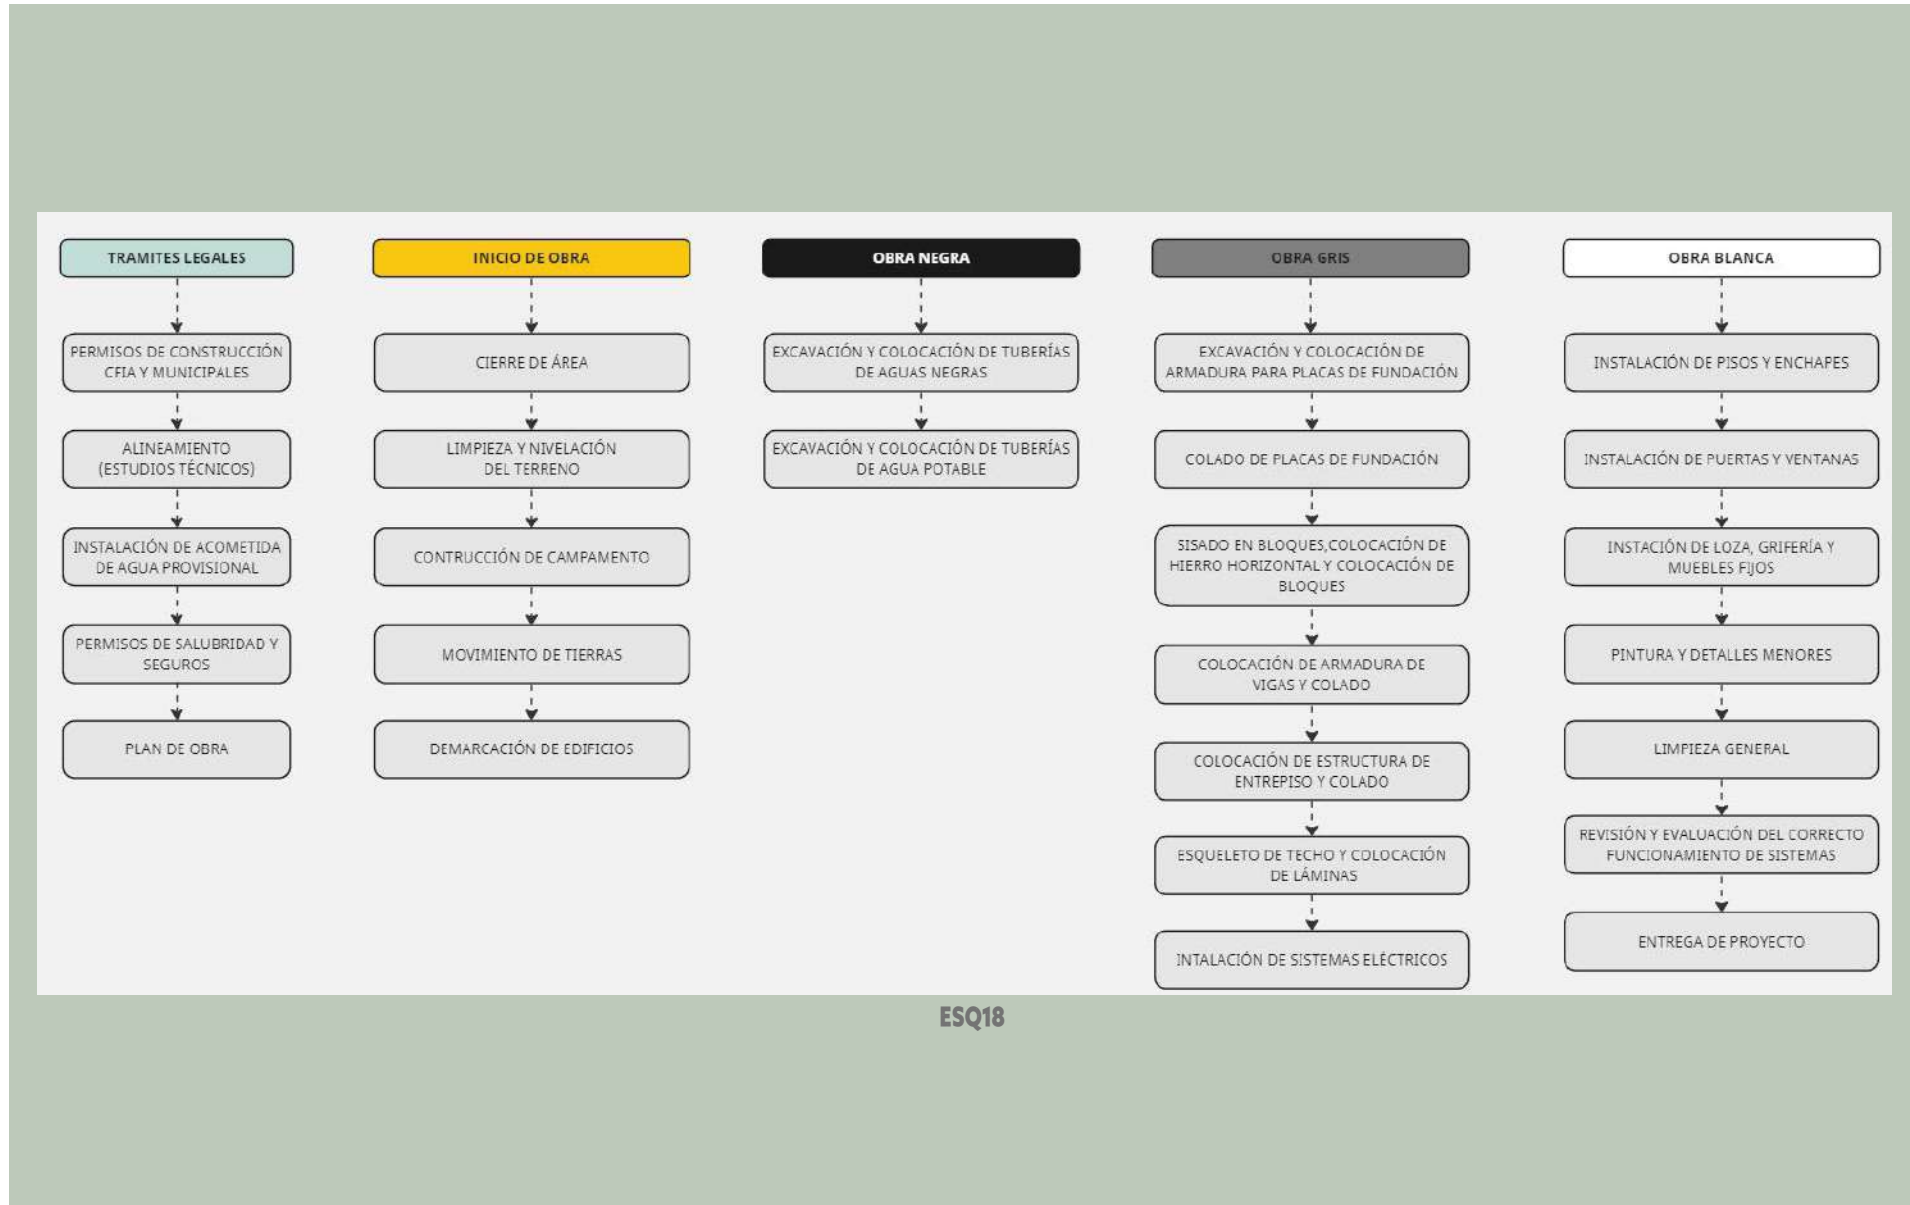 TRAMITES LEGALES
PERMISOS DE CONSTRUCCIÓN
CFIA Y MUNICIPALES
ALINEAMIENTO
(ESTUDIOS TÉCNICOS)
INSTALACIÓN DE ACOMETIDA
DE AGUA PROVISIONAL
PERMISOS DE SALUBRIDAD Y
SEGUROS
PLAN DE OBRA
INICIO DE OBRA
CIERRE DE ÁREA
LIMPIEZA Y NIVELACIÓN
DEL TERRENO
CONTRUCCIÓN DE CAMPAMENTO
MOVIMIENTO DE TIERRAS
DEMARCACIÓN DE EDIFICIOS
OBRA NEGRA
EXCAVACIÓN Y COLOCACIÓN DE TUBERÍAS
DE AGUAS NEGRAS
EXCAVACIÓN Y COLOCACIÓN DE TUBERÍAS
DE AGUA POTABLE
OBRA GRIS
EXCAVACIÓN Y COLOCACIÓN DE
ARMADURA PARA PLACAS DE FUNDACIÓN
COLADO DE PLACAS DE FUNDACIÓN
SISADO EN BLOQUES,COLOCACIÓN DE
HIERRO HORIZONTAL Y COLOCACIÓN DE
BLOQUES
COLOCACIÓN DE ARMADURA DE
VIGAS Y COLADO
COLOCACIÓN DE ESTRUCTURA DE
ENTREPISO Y COLADO
ESQUELETO DE TECHO Y COLOCACIÓN
DE LÁMINAS
INTALACIÓN DE SISTEMAS ELÉCTRICOS
OBRA BLANCA
INSTALACIÓN DE PISOS Y ENCHAPES
INSTALACIÓN DE PUERTAS Y VENTANAS
INSTACIÓN DE LOZA, GRIFERÍA Y
MUEBLES FIJOS
PINTURA Y DETALLES MENORES
LIMPIEZA GENERAL
REVISIÓN Y EVALUACIÓN DEL CORRECTO
FUNCIONAMIENTO DE SISTEMAS
ENTREGA DE PROYECTO
ESQ18